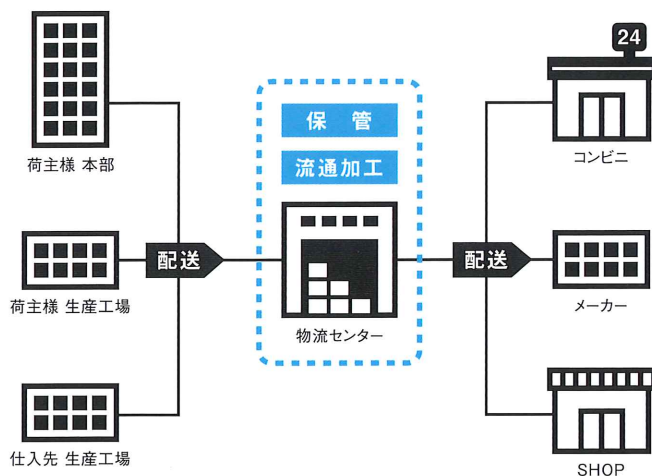 24
保管
流通加工
荷主様 本部
コンビニ
配送
配送
荷主様 生産工場
物流センター
メーカー
仕入先 生産工場
SHOP